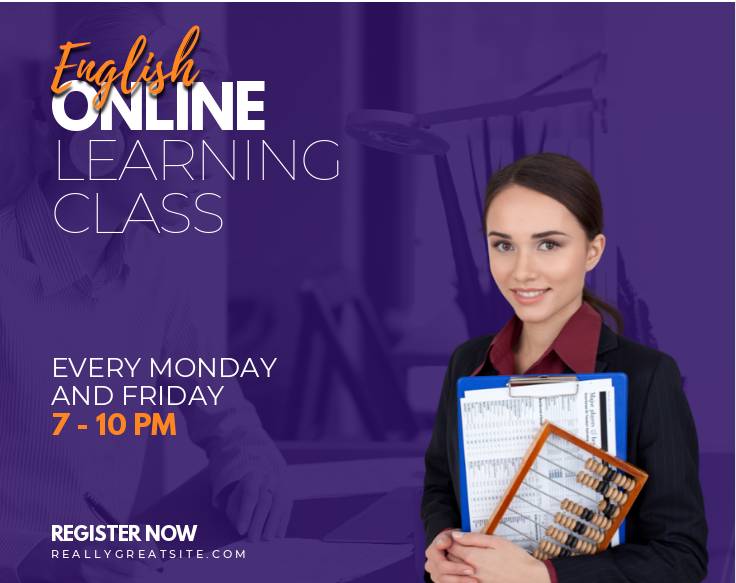 English
ONLINE
LEARNING
CLASS
EVERY MONDAY
AND FRIDAY
7 - 10 PM
REGISTER NOW
REALLYGREATSITE.COM